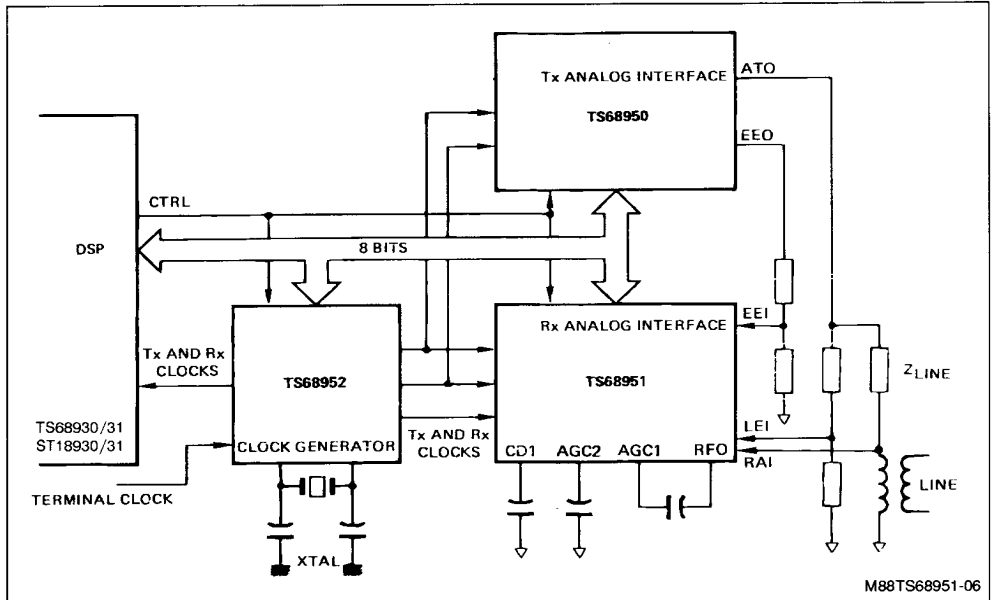 Tx ANALOG INTERFACE
TS68950
ATO
EEO
CTRL
DSP
8 BITS
Rx ANALOG INTERFACE
EEI
Tx AND Rx
CLOCKS
TS68952
TS68951
ZLINE
TS68930/31
ST18930/31
CLOCK GENERATOR
Tx AND Rx
CLOCKS
CD1
AGC2
AGC1
RFO
LEI
RAI
LINE
TERMINAL CLOCK
XTAL
M88TS68951-06